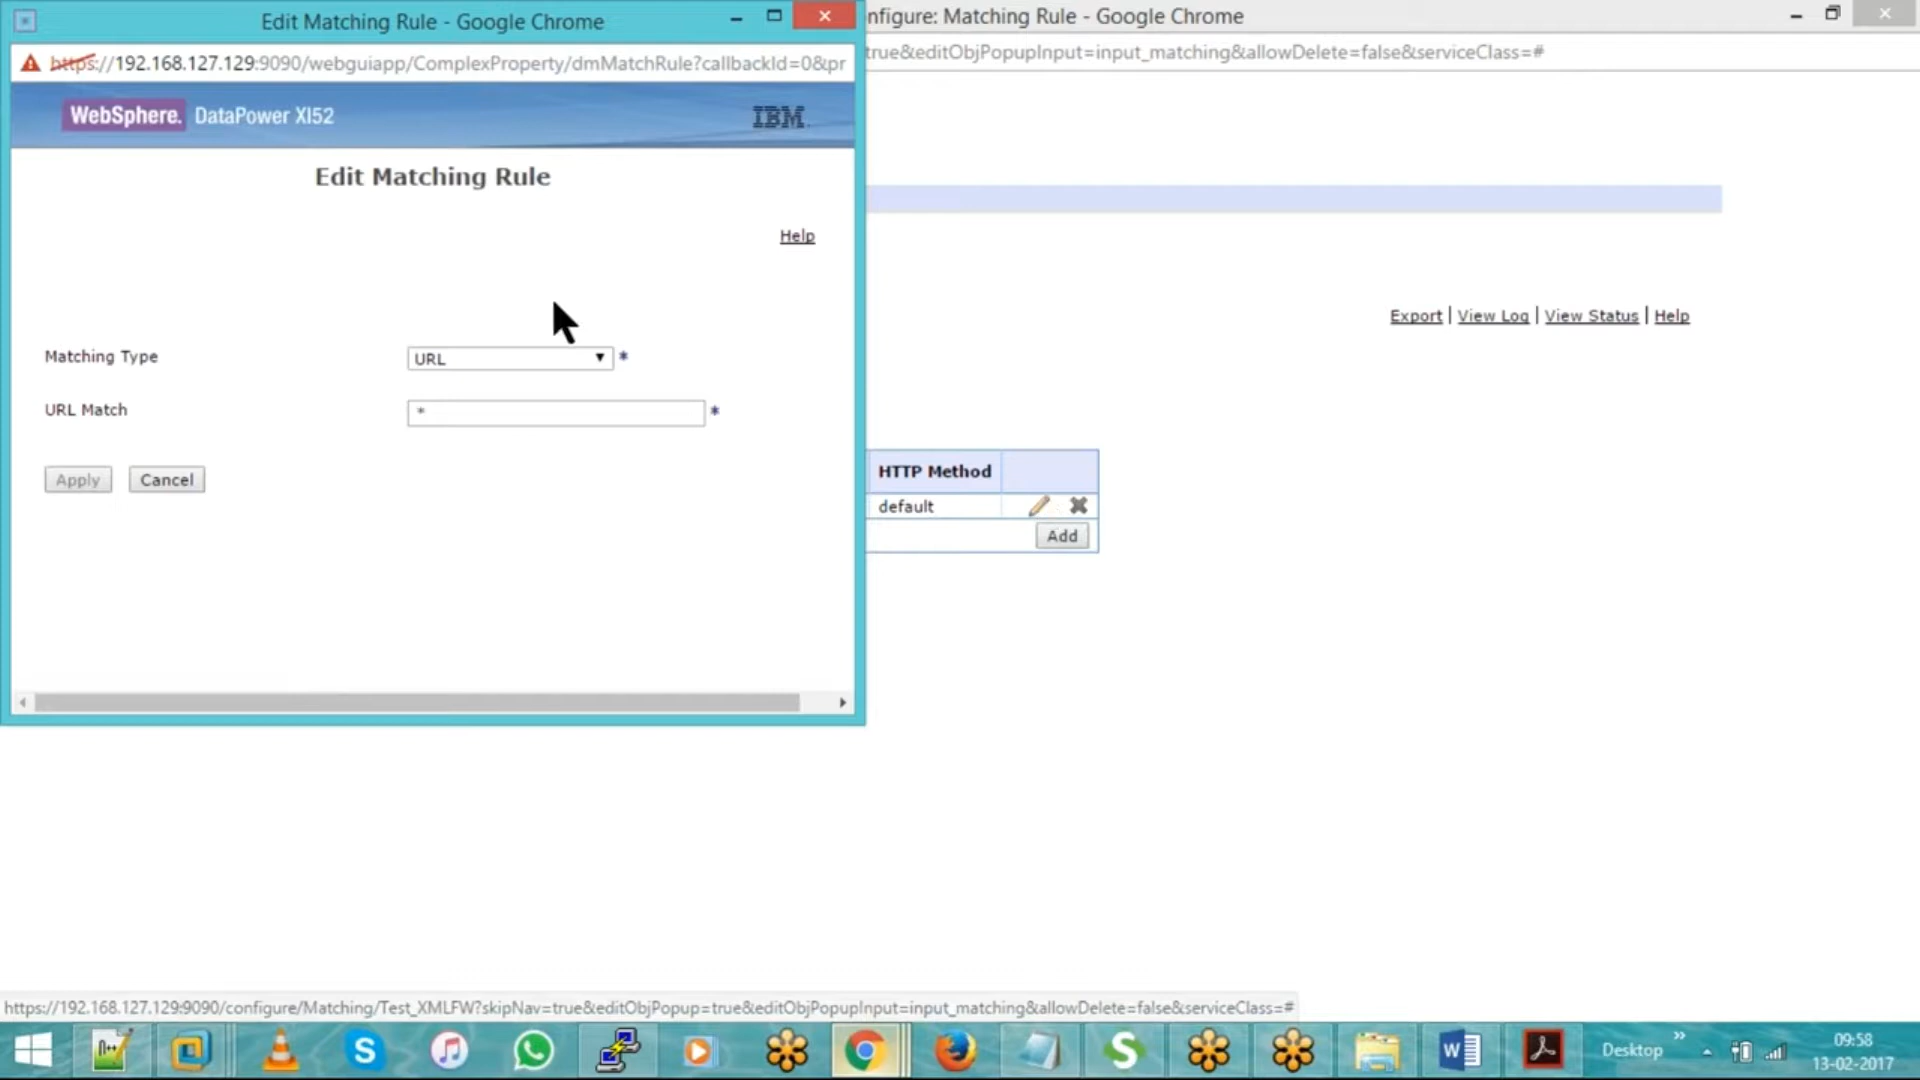 Edit Matching Rule - Google Chrome
nfigure: Matching Rule - Google Chrome
https://192.168.127.129:9090/webguiapp/ComplexProperty/dmMatchRule?callbackId=0&pr
true&editObjPopupInput=input_matching&allowDelete=false&serviceClass=#
WebSphere. DataPower XI52
IBM
Edit Matching Rule
Help
Export | View Log | View Status | Help
Matching Type
URL
*
URL Match
*
*
Apply
Cancel
HTTP Method
default
Add
https://192.168.127.129:9090/configure/Matching/Test_XMLFW?skipNav=true&editObjPopup=true&editObjPopupInput=input_matching&allowDelete=false&serviceClass=#
Desktop
09:58
13-02-2017